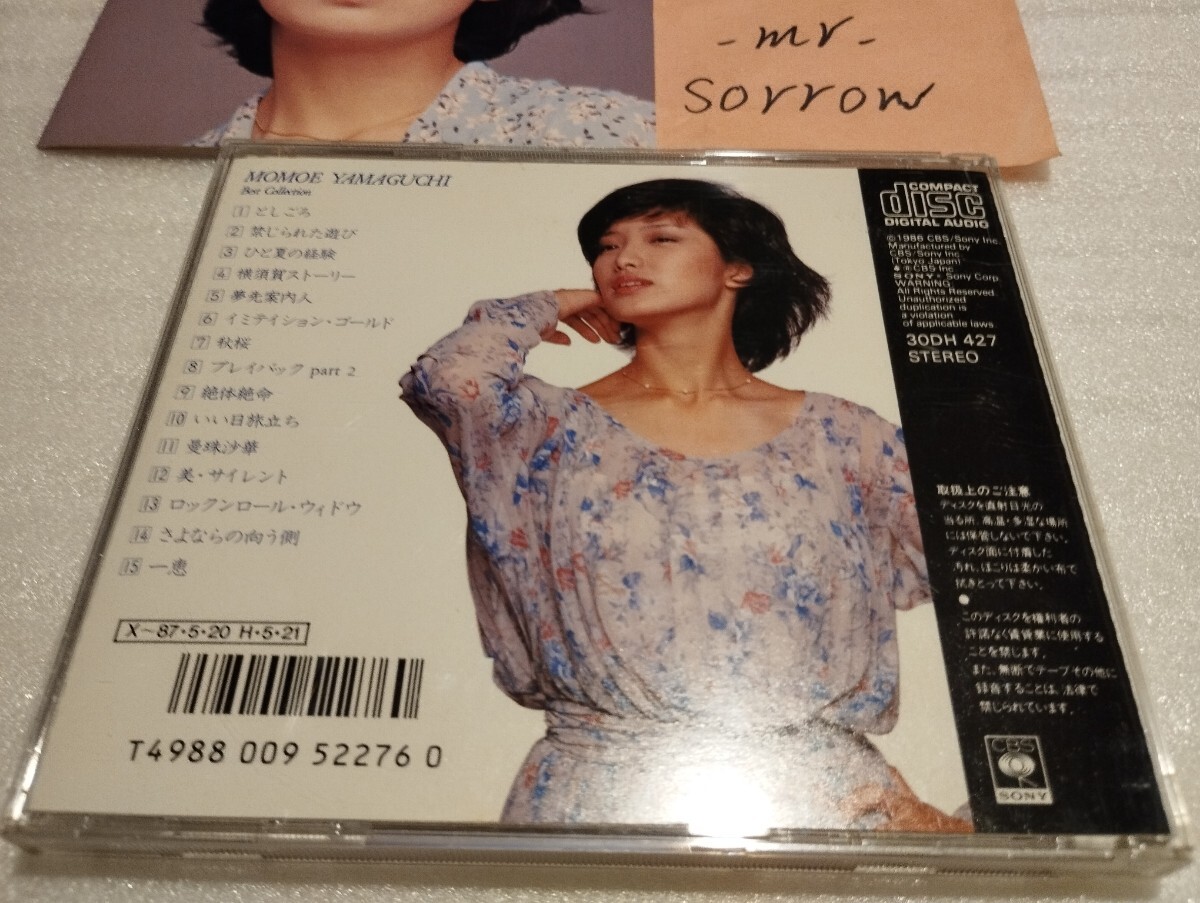 - mr -
sorrow
MOMOE YAMAGUCHI
Best Collection
1 としごろ
2 禁じられた遊び
3 ひと夏の経験
4 横須賀ストーリー
5 夢先案内人
6 イミテイション・ゴールド
7 秋桜
8 プレイバック part 2
9 絶体絶命
10 いい日旅立ち
11 曼珠沙華
12 美・サイレント
13 ロックンロール・ウィドウ
14 さよならの向う側
15 一恵
X-87・5・20 H・5・21
T4988 009 52276 0
COMPACT
disc
DIGITAL AUDIO
©1986 CBS/Sony Inc.
Manufactured by
CBS/Sony Inc.
(Tokyo Japan)
®CBS Inc.
SONY® Sony Corp.
WARNING:
All Rights Reserved.
Unauthorized
duplication is
a violation
of applicable laws.
30DH 427
STEREO
取扱上のご注意
ディスクを直射日光の
当る所、高温・多湿な場所
には保管しないで下さい。
ディスク面に付着した
汚れ、ほこりは柔かい布で
拭きとって下さい。
●
このディスクを権利者の
許諾なく賃貸業に使用する
ことを禁じます。
また、無断でテープその他に
録音することは、法律で
禁じられています。
CBS
SONY